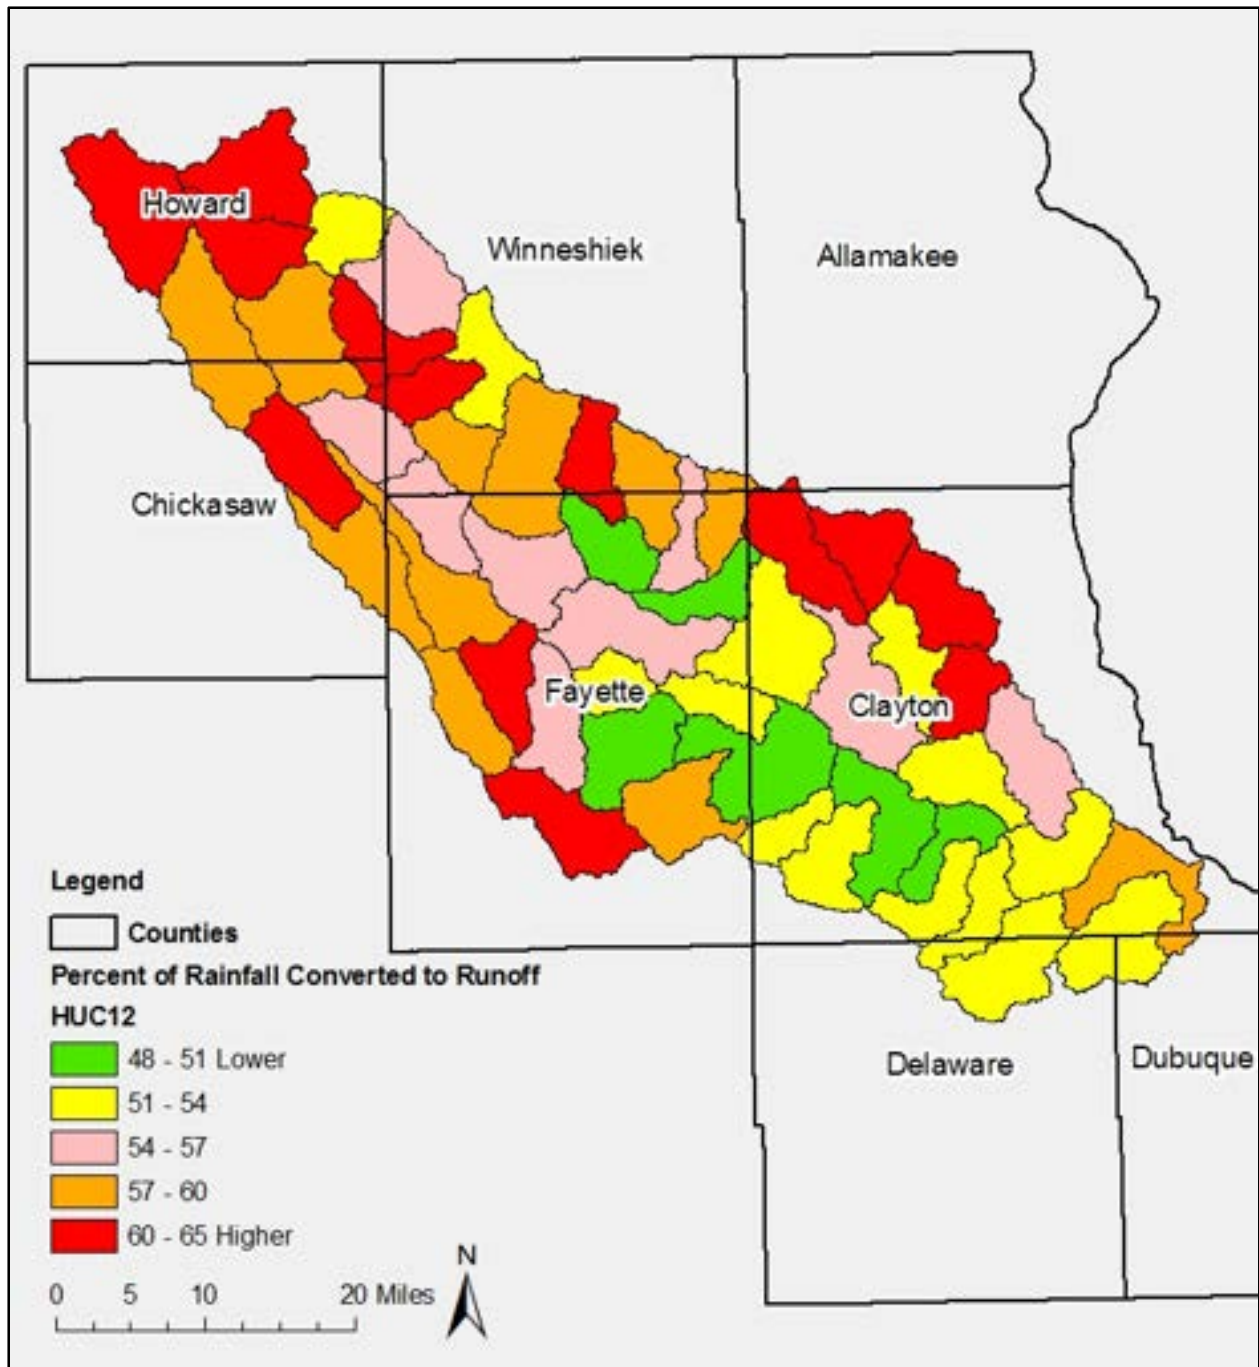 Howard
Winneshiek
Allamakee
Chickasaw
Fayette
Clayton
Legend
Counties
Percent of Rainfall Converted to Runoff
HUC12
48 - 51 Lower
51 - 54
54 - 57
57 - 60
60 - 65 Higher
Delaware
Dubuque
N
0 5 10 20 Miles